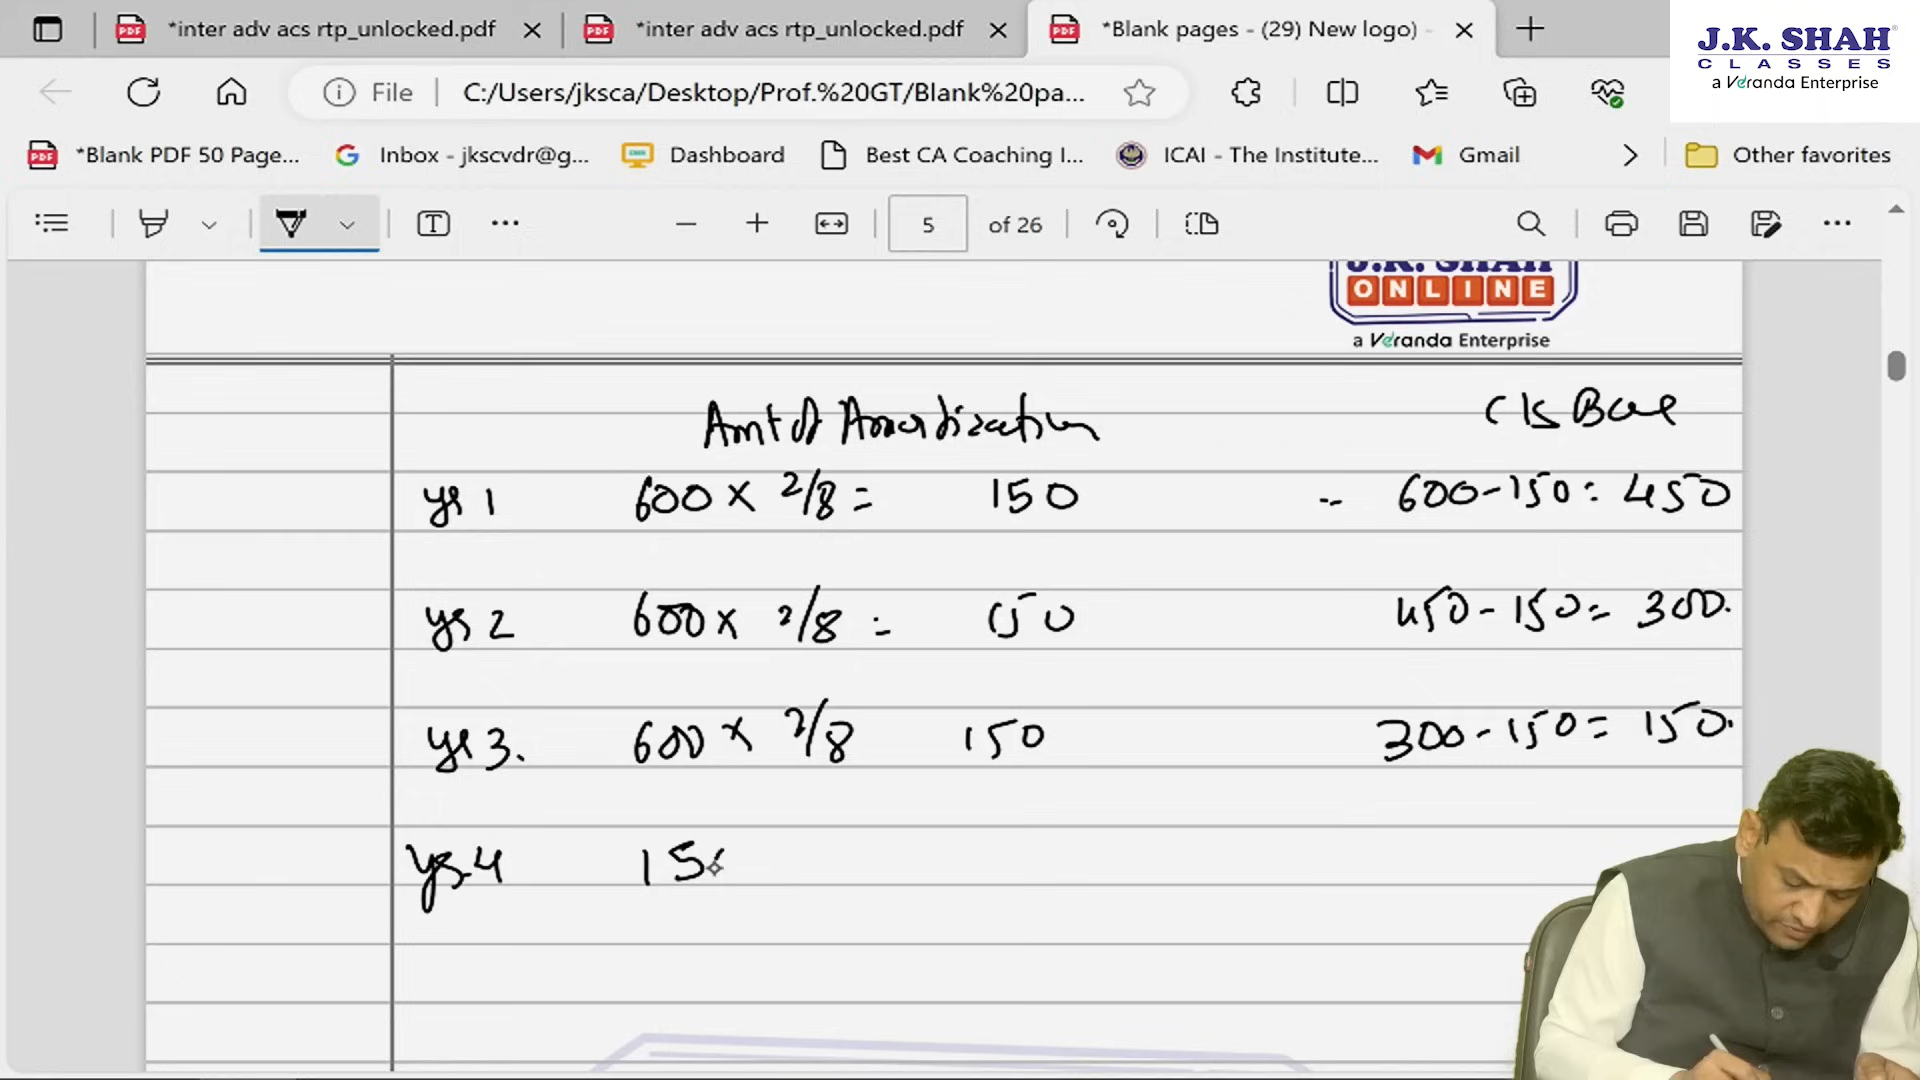 *inter adv acs rtp_unlocked.pdf
*inter adv acs rtp_unlocked.pdf
*Blank pages - (29) New logo) -
J.K. SHAH
CLASSES
a Veranda Enterprise
File
C:/Users/jksca/Desktop/Prof.%20GT/Blank%20pa...
*Blank PDF 50 Page...
Inbox - jkscvdr@g...
Dashboard
Best CA Coaching I...
ICAI - The Institute...
Gmail
Other favorites
5 of 26
J.K. SHAH
ONLINE
a Veranda Enterprise
Amt of Amortization
yr 1 600 × 2/8 = 150 -- 600-150= 450
yr 2 600 × 2/8 = 150 450-150= 300.
yr 3. 600 × 2/8 150 300-150= 150.
yr 4 150